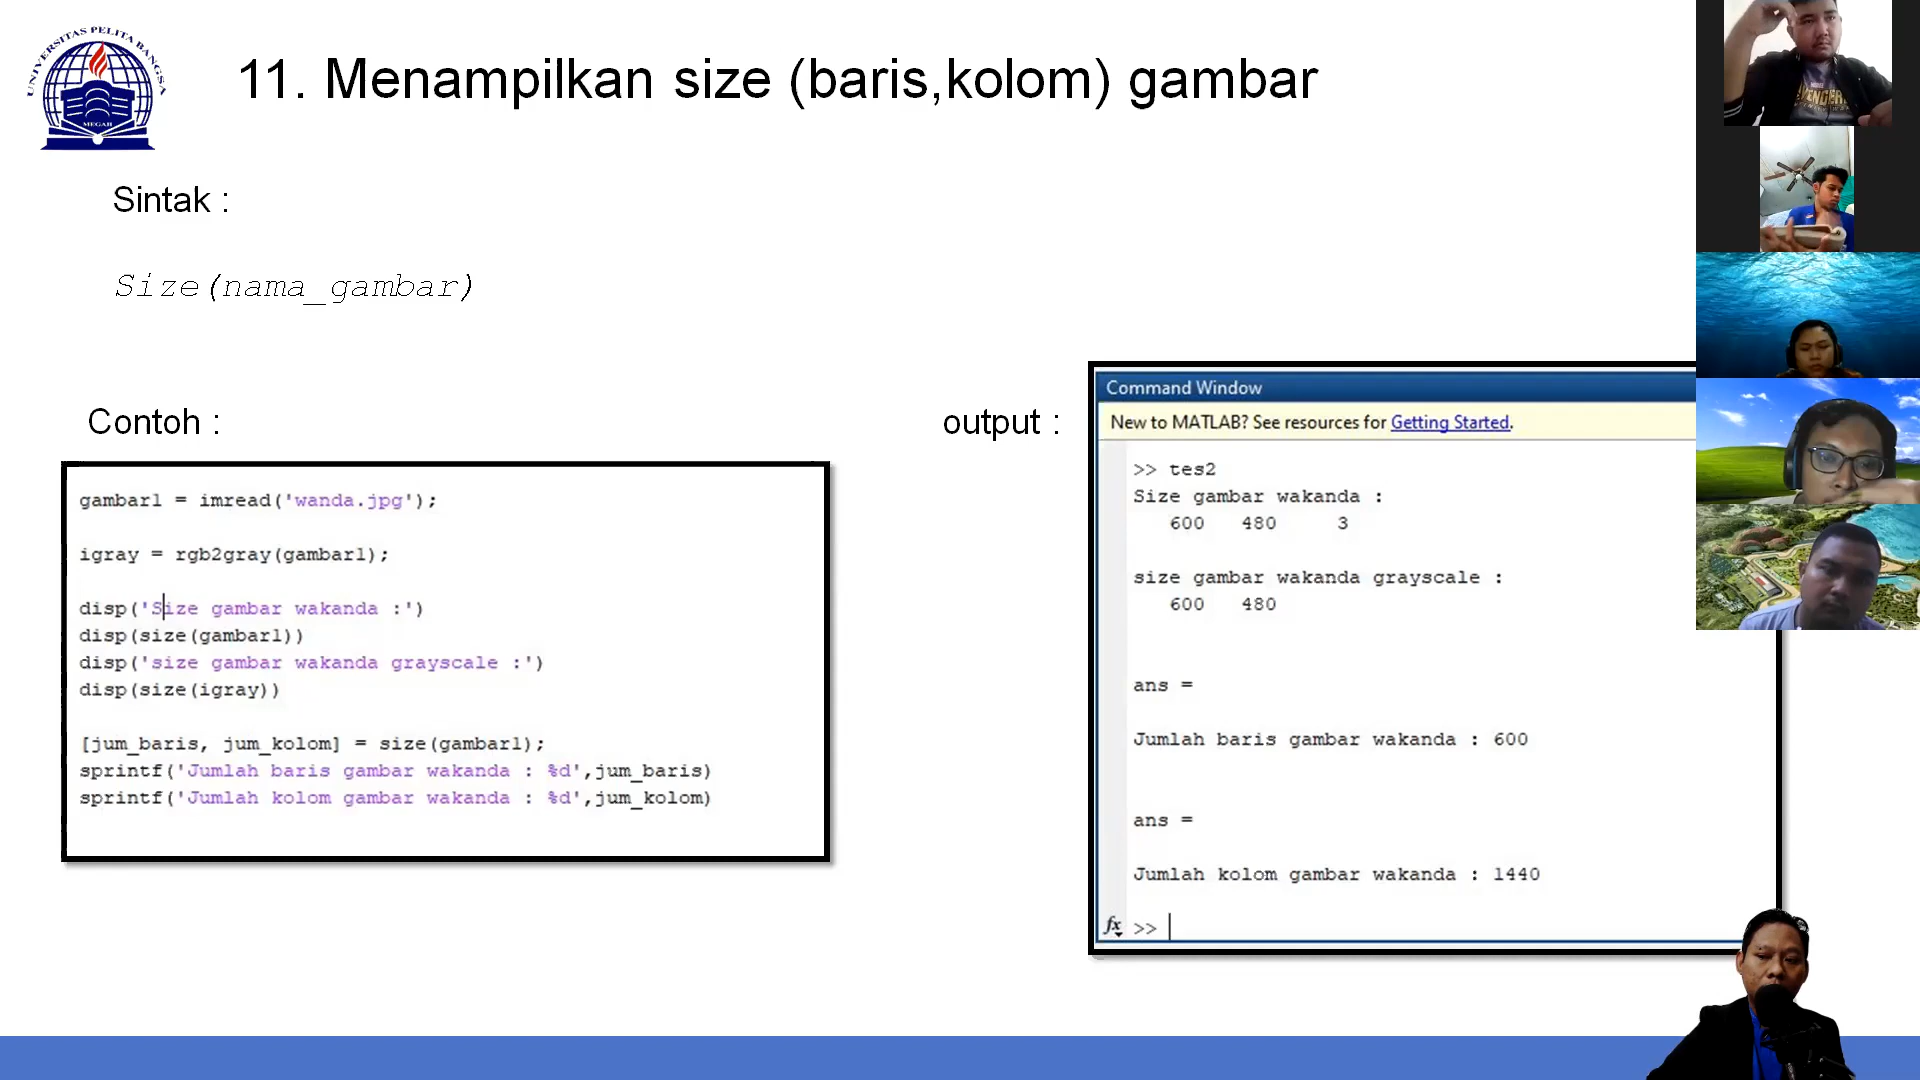 UNIVERSITAS PELITA BANGSA
MEGAH
11. Menampilkan size (baris,kolom) gambar
Sintak :
Size(nama_gambar)
Contoh :
gambar1 = imread('wanda.jpg');
igray = rgb2gray(gambar1);
disp('Size gambar wakanda :')
disp(size(gambar1))
disp('size gambar wakanda grayscale :')
disp(size(igray))
[jum_baris, jum_kolom] = size(gambar1);
sprintf('Jumlah baris gambar wakanda : %d',jum_baris)
sprintf('Jumlah kolom gambar wakanda : %d',jum_kolom)
output :
Command Window
New to MATLAB? See resources for Getting Started.
>> tes2
Size gambar wakanda :
600 480 3
size gambar wakanda grayscale :
600 480
ans =
Jumlah baris gambar wakanda : 600
ans =
Jumlah kolom gambar wakanda : 1440
fx >>